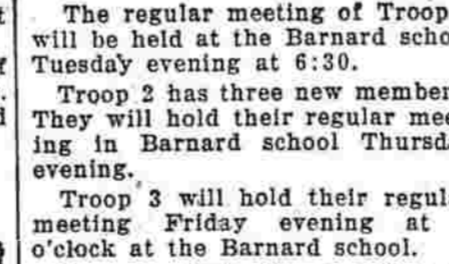 The regular meeting of Troop
will be held at the Barnard scho
Tuesday evening at 6:30.
Troop 2 has three new member
They will hold their regular mee
ing in Barnard school Thursd
evening.
Troop 3 will hold their regul
meeting Friday evening at
o'clock at the Barnard school.